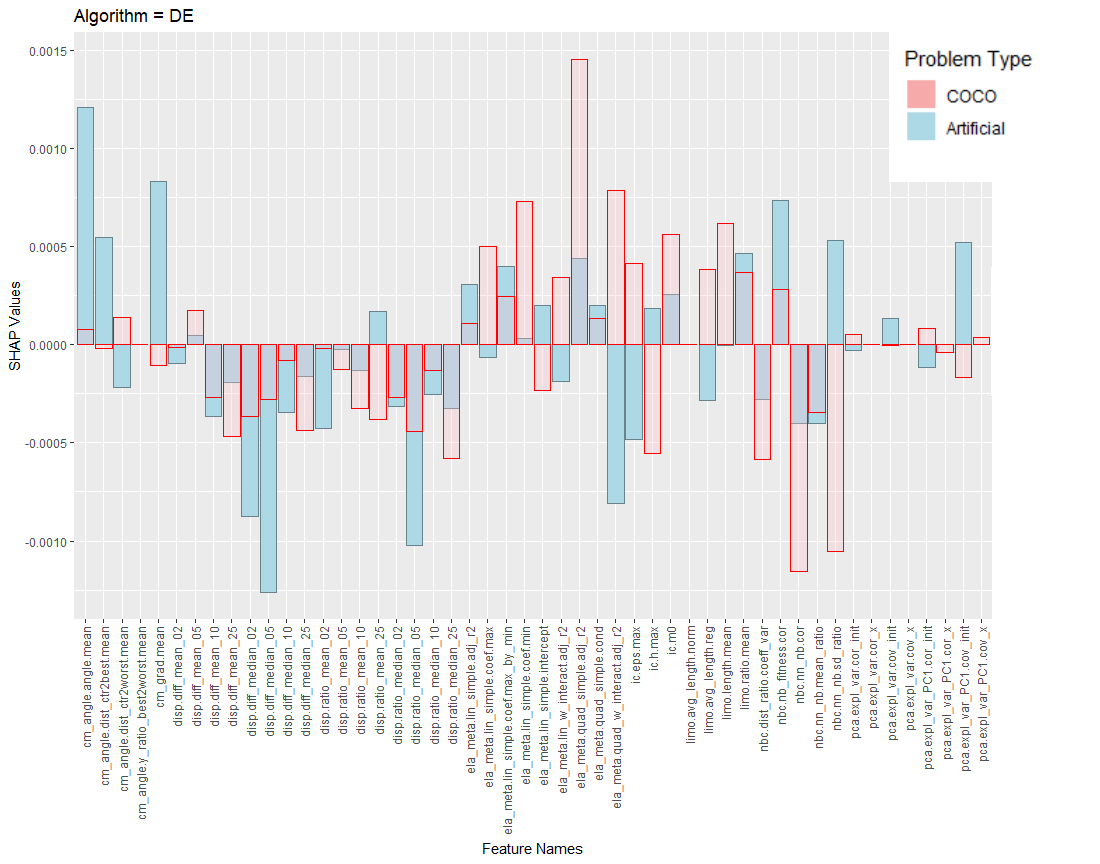 Algorithm = DE
Problem Type
COCO
Artificial
SHAP Values
0.0015
0.0010
0.0005
0.0000
-0.0005
-0.0010
cm_angle.angle.mean
cm_angle.dist_ctr2best.mean
cm_angle.dist_ctr2worst.mean
cm_angle.y_ratio_best2worst.mean
cm_grad.mean
disp.diff_mean_02
disp.diff_mean_05
disp.diff_mean_10
disp.diff_mean_25
disp.diff_median_02
disp.diff_median_05
disp.diff_median_10
disp.diff_median_25
disp.ratio_mean_02
disp.ratio_mean_05
disp.ratio_mean_10
disp.ratio_mean_25
disp.ratio_median_02
disp.ratio_median_05
disp.ratio_median_10
disp.ratio_median_25
ela_meta.lin_simple.adj_r2
ela_meta.lin_simple.coef.max
ela_meta.lin_simple.coef.max_by_min
ela_meta.lin_simple.coef.min
ela_meta.lin_simple.intercept
ela_meta.lin_w_interact.adj_r2
ela_meta.quad_simple.adj_r2
ela_meta.quad_simple.cond
ela_meta.quad_w_interact.adj_r2
ic.eps.max
ic.h.max
ic.m0
limo.avg_length.norm
limo.avg_length.reg
limo.length.mean
limo.ratio.mean
nbc.dist_ratio.coeff_var
nbc.nb_fitness.cor
nbc.nn_nb.cor
nbc.nn_nb.mean_ratio
nbc.nn_nb.sd_ratio
pca.expl_var.cor_init
pca.expl_var.cor_x
pca.expl_var.cov_init
pca.expl_var.cov_x
pca.expl_var_PC1.cor_init
pca.expl_var_PC1.cor_x
pca.expl_var_PC1.cov_init
pca.expl_var_PC1.cov_x
Feature Names